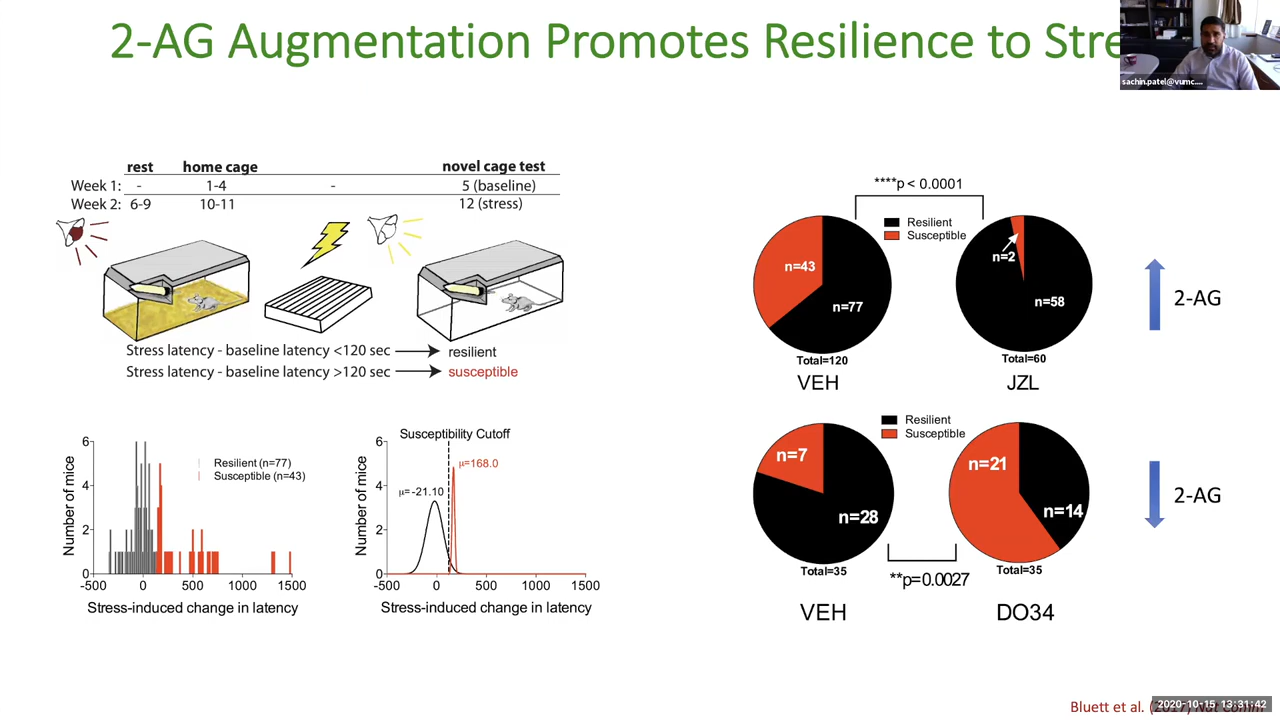 2-AG Augmentation Promotes Resilience to Stre
sachin.patel@vumc....
rest home cage novel cage test
Week 1: - 1-4 - 5 (baseline)
Week 2: 6-9 10-11 12 (stress)
Stress latency - baseline latency <120 sec resilient
Stress latency - baseline latency >120 sec susceptible
Number of mice
6
4
2
0
-500 0 500 1000 1500
Resilient (n=77)
Susceptible (n=43)
Stress-induced change in latency
Susceptibility Cutoff
Number of mice
6
4
2
0
μ=-21.10
μ=168.0
-500 0 500 1000 1500
Stress-induced change in latency
****p < 0.0001
Resilient
Susceptible
n=43
n=77
Total=120
VEH
n=2
n=58
Total=60
JZL
2-AG
Resilient
Susceptible
n=7
n=28
Total=35
VEH
n=21
n=14
Total=35
DO34
**p=0.0027
2-AG
Bluett et al.
2020-10-15 13:31:42